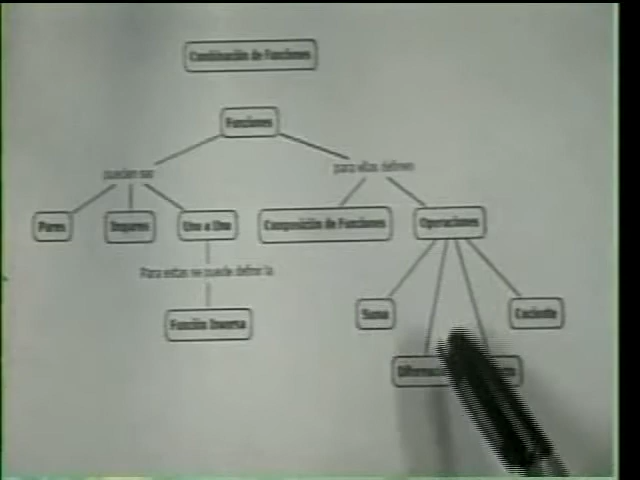 Combinación de Funciones
Funciones
pueden ser
para ellas definen
Pares
Impares
Uno a Uno
Composición de Funciones
Operaciones
Para estas se puede definir la
Suma
Cociente
Función Inversa